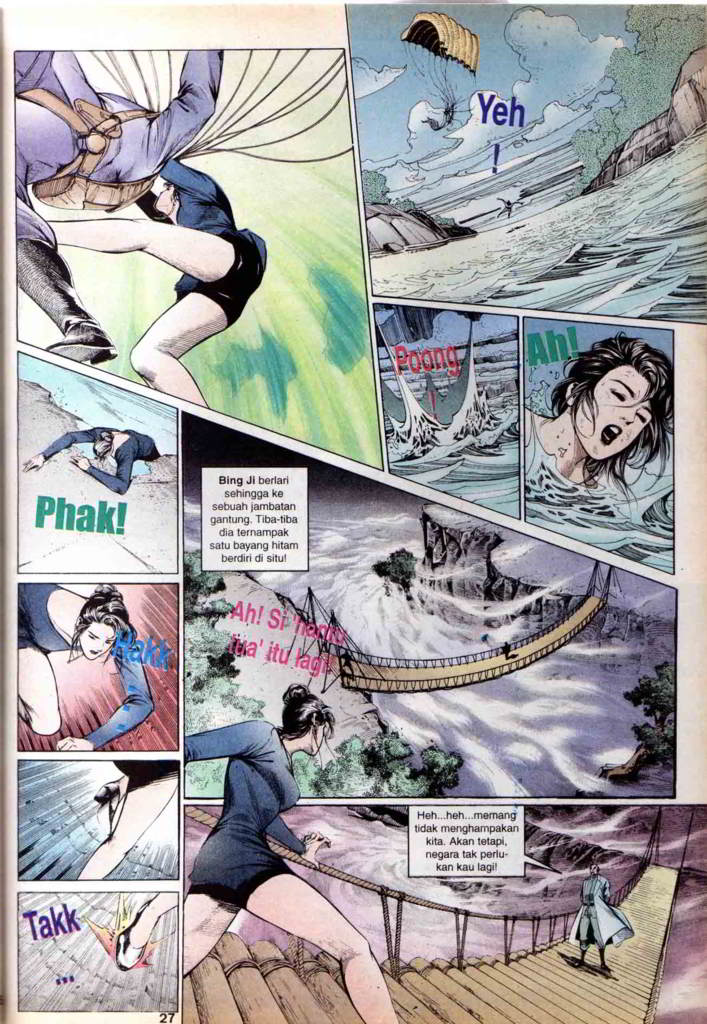 Yeh
!
Poong
!
Ah!
Phak!
Bing Ji berlari
sehingga ke
sebuah jambatan
gantung. Tiba-tiba
dia ternampak
satu bayang hitam
berdiri di situ!
Ah! Si 'hantu
tua' itu lagi!
Hakk
...
Takk
...
Heh...heh...memang
tidak menghampakan
kita. Akan tetapi,
negara tak perlu-
kan kau lagi!
27